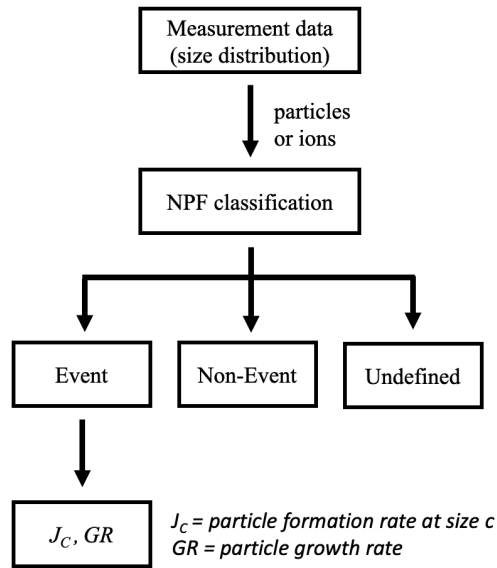 Measurement data
(size distribution)
particles
or ions
NPF classification
Event
Non-Event
Undefined
J_C, GR
J_C = particle formation rate at size c
GR = particle growth rate